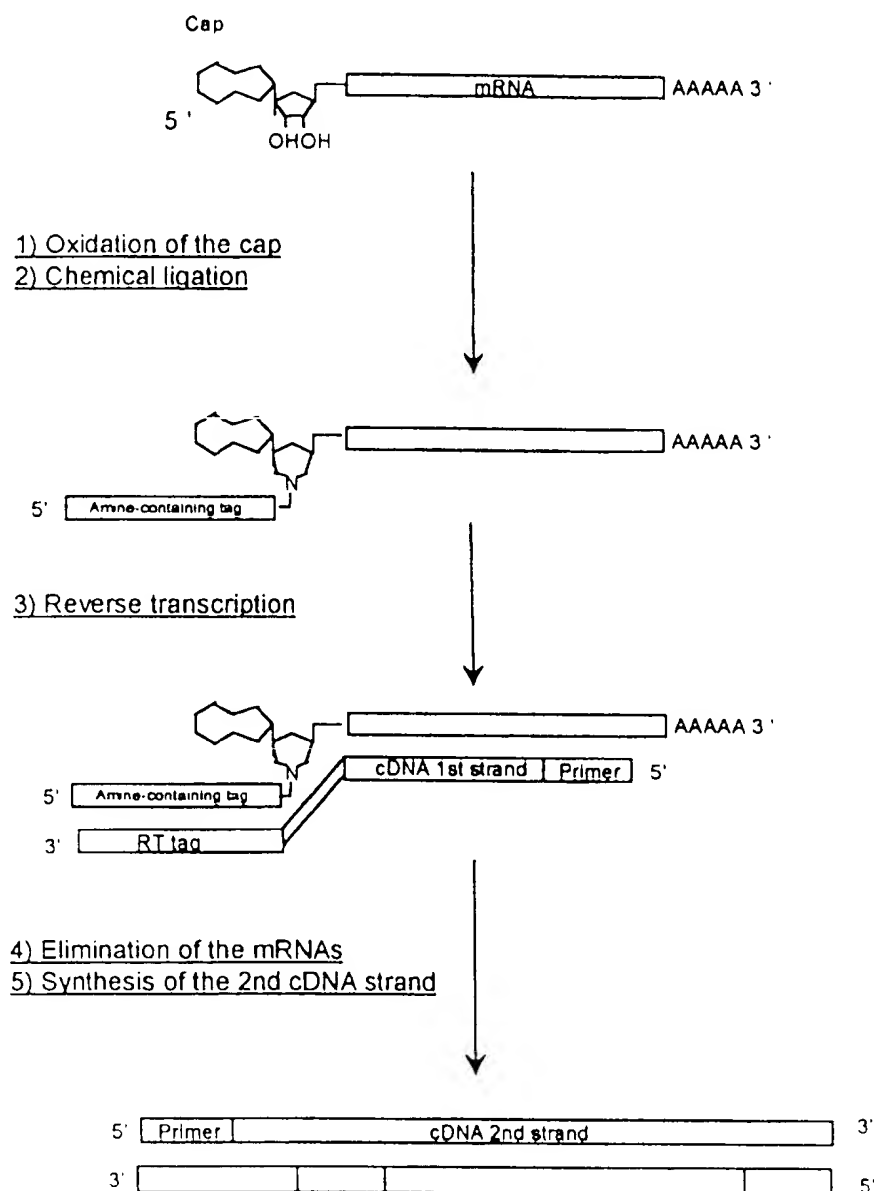 Cap
mRNA AAAAA 3 '
5 '
OHOH
1) Oxidation of the cap
2) Chemical ligation
AAAAA 3 '
N
5' Amine-containing tag
3) Reverse transcription
AAAAA 3 '
cDNA 1st strand Primer 5'
N
5' Amine-containing tag
3' RT tag
4) Elimination of the mRNAs
5) Synthesis of the 2nd cDNA strand
5' Primer cDNA 2nd strand 3'
3' 5'